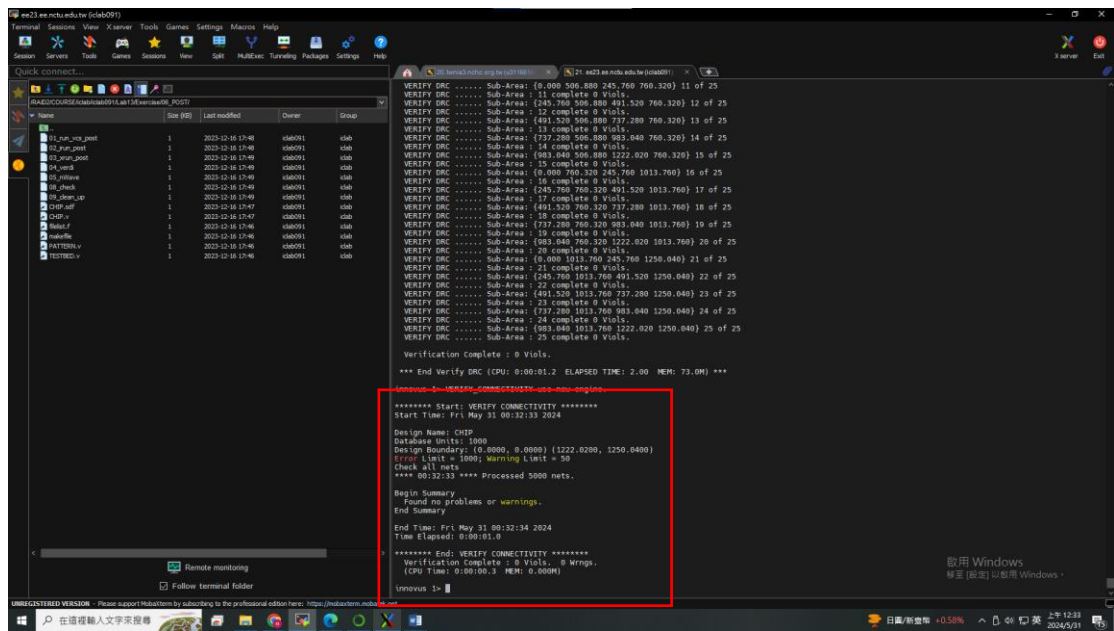 ee23.ee.nctu.edu.tw (iclab091)
Terminal Sessions View X server Tools Games Settings Macros Help
Session Servers Tools Games Sessions View Split MultiExec Tunneling Packages Settings Help
X server Exit
Quick connect...
21. ee23.ee.nctu.edu.tw (iclab091)
/RAID2/COURSE/iclab/iclab091/Lab13/Exercise/06_POST/
Name Size (KB) Last modified Owner Group
..
01_run_vcs_post 1 2023-12-16 17:48 iclab091 iclab
02_irun_post 1 2023-12-16 17:48 iclab091 iclab
03_xrun_post 1 2023-12-16 17:49 iclab091 iclab
04_verdi 1 2023-12-16 17:49 iclab091 iclab
05_nWave 1 2023-12-16 17:49 iclab091 iclab
08_check 1 2023-12-16 17:49 iclab091 iclab
09_clean_up 1 2023-12-16 17:49 iclab091 iclab
CHIP.sdf 1 2023-12-16 17:47 iclab091 iclab
CHIP.v 1 2023-12-16 17:47 iclab091 iclab
filelist.f 1 2023-12-16 17:46 iclab091 iclab
makefile 1 2023-12-16 17:46 iclab091 iclab
PATTERN.v 1 2023-12-16 17:46 iclab091 iclab
TESTBED.v 1 2023-12-16 17:46 iclab091 iclab
Remote monitoring
Follow terminal folder
VERIFY DRC ...... Sub-Area: {0.000 506.880 245.760 760.320} 11 of 25
VERIFY DRC ...... Sub-Area : 11 complete 0 Viols.
VERIFY DRC ...... Sub-Area: {245.760 506.880 491.520 760.320} 12 of 25
VERIFY DRC ...... Sub-Area : 12 complete 0 Viols.
VERIFY DRC ...... Sub-Area: {491.520 506.880 737.280 760.320} 13 of 25
VERIFY DRC ...... Sub-Area : 13 complete 0 Viols.
VERIFY DRC ...... Sub-Area: {737.280 506.880 983.040 760.320} 14 of 25
VERIFY DRC ...... Sub-Area : 14 complete 0 Viols.
VERIFY DRC ...... Sub-Area: {983.040 506.880 1222.020 760.320} 15 of 25
VERIFY DRC ...... Sub-Area : 15 complete 0 Viols.
VERIFY DRC ...... Sub-Area: {0.000 760.320 245.760 1013.760} 16 of 25
VERIFY DRC ...... Sub-Area : 16 complete 0 Viols.
VERIFY DRC ...... Sub-Area: {245.760 760.320 491.520 1013.760} 17 of 25
VERIFY DRC ...... Sub-Area : 17 complete 0 Viols.
VERIFY DRC ...... Sub-Area: {491.520 760.320 737.280 1013.760} 18 of 25
VERIFY DRC ...... Sub-Area : 18 complete 0 Viols.
VERIFY DRC ...... Sub-Area: {737.280 760.320 983.040 1013.760} 19 of 25
VERIFY DRC ...... Sub-Area : 19 complete 0 Viols.
VERIFY DRC ...... Sub-Area: {983.040 760.320 1222.020 1013.760} 20 of 25
VERIFY DRC ...... Sub-Area : 20 complete 0 Viols.
VERIFY DRC ...... Sub-Area: {0.000 1013.760 245.760 1250.040} 21 of 25
VERIFY DRC ...... Sub-Area : 21 complete 0 Viols.
VERIFY DRC ...... Sub-Area: {245.760 1013.760 491.520 1250.040} 22 of 25
VERIFY DRC ...... Sub-Area : 22 complete 0 Viols.
VERIFY DRC ...... Sub-Area: {491.520 1013.760 737.280 1250.040} 23 of 25
VERIFY DRC ...... Sub-Area : 23 complete 0 Viols.
VERIFY DRC ...... Sub-Area: {737.280 1013.760 983.040 1250.040} 24 of 25
VERIFY DRC ...... Sub-Area : 24 complete 0 Viols.
VERIFY DRC ...... Sub-Area: {983.040 1013.760 1222.020 1250.040} 25 of 25
VERIFY DRC ...... Sub-Area : 25 complete 0 Viols.
Verification Complete : 0 Viols.
*** End Verify DRC (CPU: 0:00:01.2 ELAPSED TIME: 2.00 MEM: 73.0M) ***
innovus 1> VERIFY_CONNECTIVITY use new engine.
******** Start: VERIFY CONNECTIVITY ********
Start Time: Fri May 31 00:32:33 2024
Design Name: CHIP
Database Units: 1000
Design Boundary: (0.0000, 0.0000) (1222.0200, 1250.0400)
Error Limit = 1000; Warning Limit = 50
Check all nets
**** 00:32:33 **** Processed 5000 nets.
Begin Summary
Found no problems or warnings.
End Summary
End Time: Fri May 31 00:32:34 2024
Time Elapsed: 0:00:01.0
******** End: VERIFY CONNECTIVITY ********
Verification Complete : 0 Viols. 0 Wrngs.
(CPU Time: 0:00:00.3 MEM: 0.000M)
innovus 1>
啟用 Windows
移至 [設定] 以啟用 Windows。
UNREGISTERED VERSION - Please support MobaXterm by subscribing to the professional edition here: https://mobaxterm.mobatek.net
在這裡輸入文字來搜尋
日圓/新臺幣 +0.58%
英
上午 12:33
2024/5/31